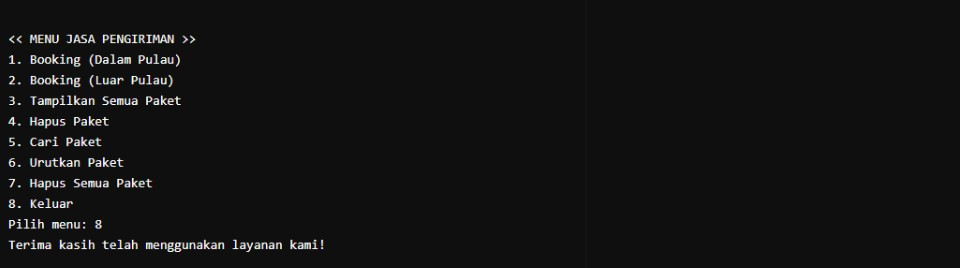 << MENU JASA PENGIRIMAN >>
1. Booking (Dalam Pulau)
2. Booking (Luar Pulau)
3. Tampilkan Semua Paket
4. Hapus Paket
5. Cari Paket
6. Urutkan Paket
7. Hapus Semua Paket
8. Keluar
Pilih menu: 8
Terima kasih telah menggunakan layanan kami!